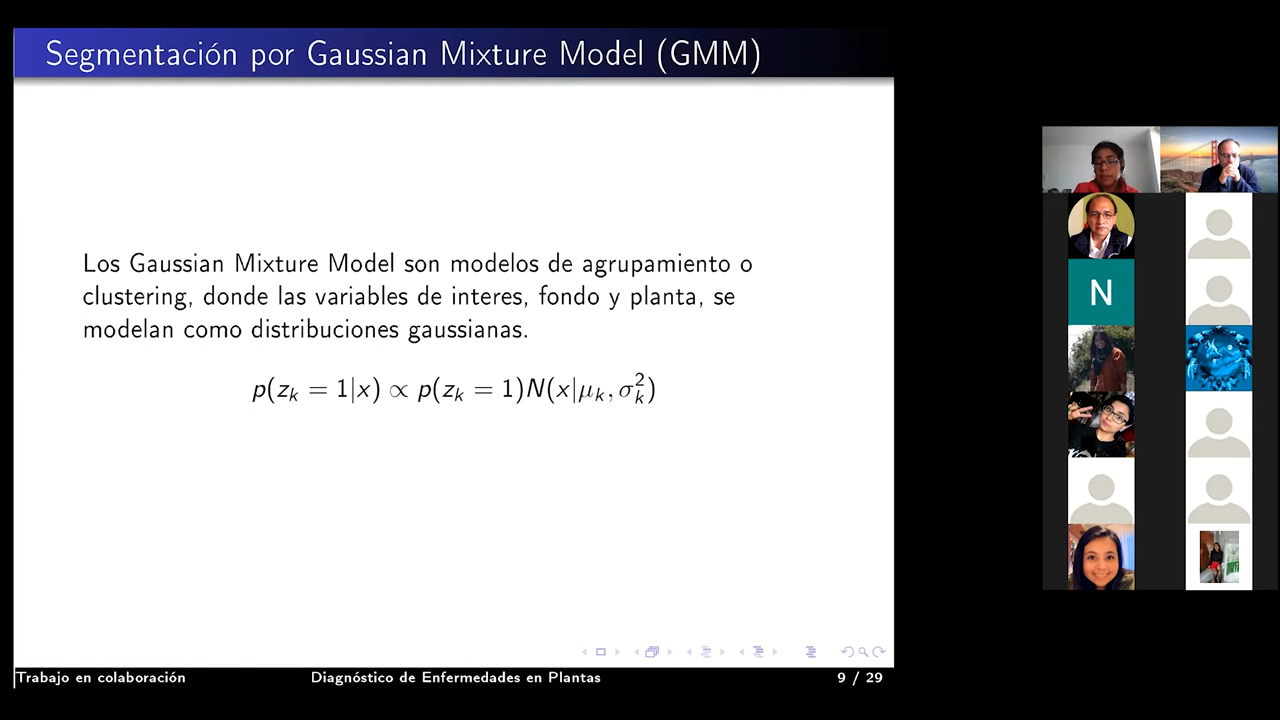 Segmentación por Gaussian Mixture Model (GMM)
Los Gaussian Mixture Model son modelos de agrupamiento o
clustering, donde las variables de interes, fondo y planta, se
modelan como distribuciones gaussianas.
p(z_k = 1|x) ∝ p(z_k = 1)N(x|μ_k, σ_k^2)
N
Trabajo en colaboración
Diagnóstico de Enfermedades en Plantas
9 / 29